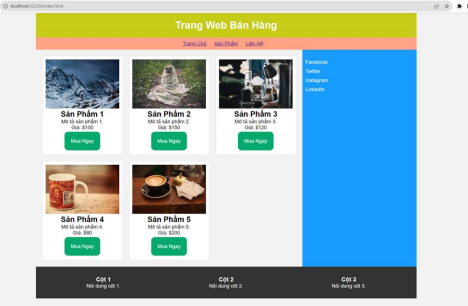 localhost:52330/index.html
Trang Web Bán Hàng
Trang Chủ Sản Phẩm Liên Hệ
Sản Phẩm 1
Mô tả sản phẩm 1.
Giá: $100
Mua Ngay
Sản Phẩm 2
Mô tả sản phẩm 2.
Giá: $150
Mua Ngay
Sản Phẩm 3
Mô tả sản phẩm 3.
Giá: $120
Mua Ngay
Facebook
Twitter
Instagram
LinkedIn
Sản Phẩm 4
Mô tả sản phẩm 4.
Giá: $80
Mua Ngay
Sản Phẩm 5
Mô tả sản phẩm 5.
Giá: $200
Mua Ngay
Cột 1
Nội dung cột 1.
Cột 2
Nội dung cột 2.
Cột 3
Nội dung cột 3.